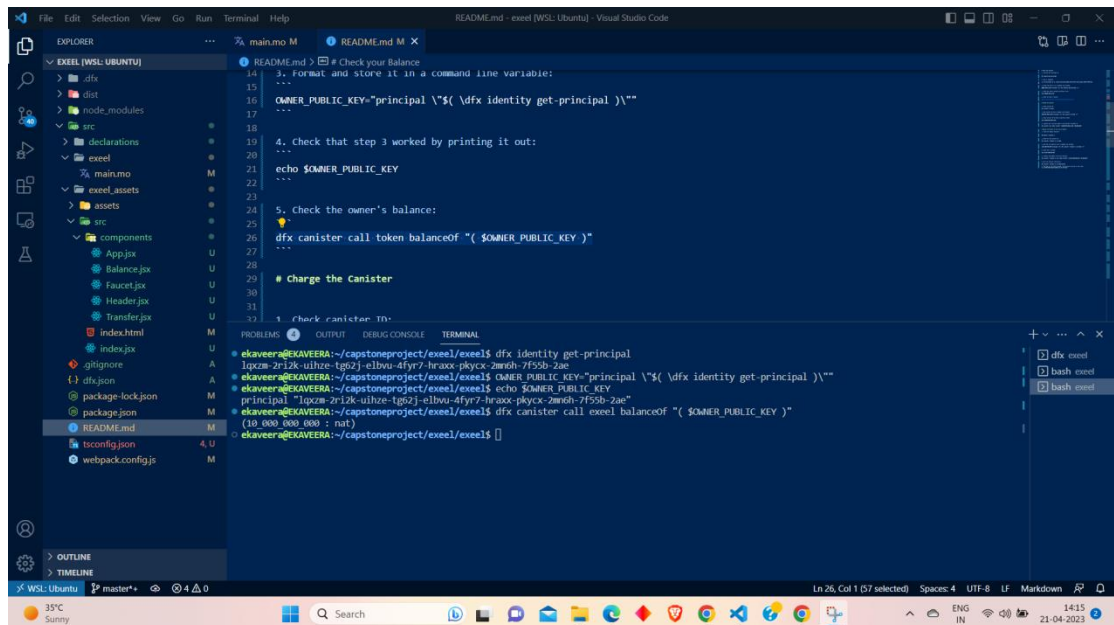 File Edit Selection View Go Run Terminal Help
README.md - exeel [WSL: Ubuntu] - Visual Studio Code
EXPLORER
EXEEL [WSL: UBUNTU]
.dfx
dist
node_modules
src
declarations
exeel
main.mo M
exeel_assets
assets
src
components
App.jsx U
Balance.jsx U
Faucet.jsx U
Header.jsx U
Transfer.jsx U
index.html M
index.jsx U
.gitignore A
dfx.json A
package-lock.json M
package.json M
README.md M
tsconfig.json 4, U
webpack.config.js M
OUTLINE
TIMELINE
main.mo M README.md M
README.md > # Check your Balance
14 3. Format and store it in a command line variable:
15 ```
16 OWNER_PUBLIC_KEY="principal \"$( \dfx identity get-principal )\""
17 ```
18
19 4. Check that step 3 worked by printing it out:
20 ```
21 echo $OWNER_PUBLIC_KEY
22 ```
23
24 5. Check the owner's balance:
25
26 dfx canister call token balanceOf "( $OWNER_PUBLIC_KEY )"
27 ```
28
29 # Charge the Canister
30
31
32 1. Check canister ID:
PROBLEMS 4 OUTPUT DEBUG CONSOLE TERMINAL
ekaveera@EKAVEERA:~/capstoneproject/exeel/exeel$ dfx identity get-principal
lqxzm-2ri2k-uihze-tg62j-elbvu-4fyr7-hraxx-pkycx-2mn6h-7f55b-2ae
ekaveera@EKAVEERA:~/capstoneproject/exeel/exeel$ OWNER_PUBLIC_KEY="principal \"$( \dfx identity get-principal )\""
ekaveera@EKAVEERA:~/capstoneproject/exeel/exeel$ echo $OWNER_PUBLIC_KEY
principal "lqxzm-2ri2k-uihze-tg62j-elbvu-4fyr7-hraxx-pkycx-2mn6h-7f55b-2ae"
ekaveera@EKAVEERA:~/capstoneproject/exeel/exeel$ dfx canister call exeel balanceOf "( $OWNER_PUBLIC_KEY )"
(10_000_000_000 : nat)
ekaveera@EKAVEERA:~/capstoneproject/exeel/exeel$
dfx exeel
bash exeel
bash exeel
WSL: Ubuntu master*+ 4 0
Ln 26, Col 1 (57 selected) Spaces: 4 UTF-8 LF Markdown
35°C
Sunny
Search
ENG
IN
14:15
21-04-2023
2